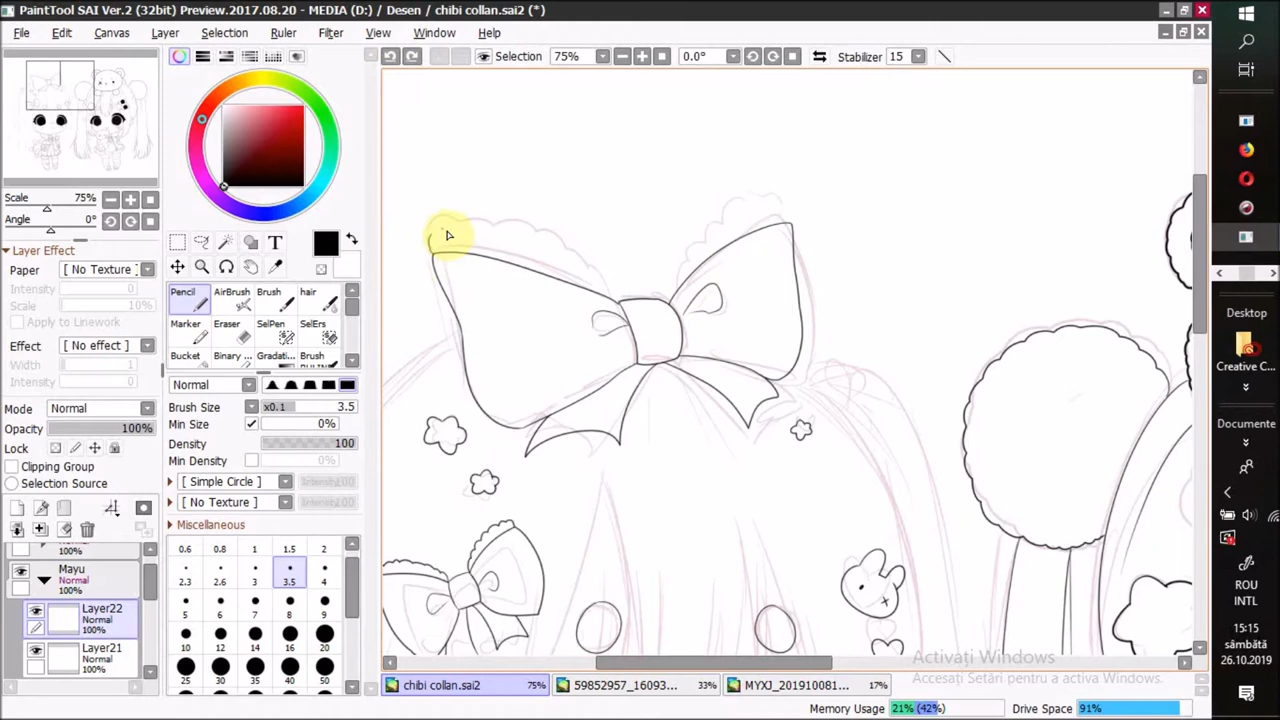 PaintTool SAI Ver.2 (32bit) Preview.2017.08.20 - MEDIA (D:) / Desen / chibi collan.sai2 (*)
File Edit Canvas Layer Selection Ruler Filter View Window Help
Selection 75% 0.0° Stabilizer 15
Scale 75%
Angle 0°
Layer Effect
Paper [ No Texture ]
Intensity 0
Scale 10%
Apply to Linework
Effect [ No effect ]
Width 1
Intensity 0
Mode Normal
Opacity 100%
Lock
Clipping Group
Selection Source
100%
Mayu
Normal
100%
Layer22
Normal
100%
Layer21
Normal
100%
T
Pencil AirBrush Brush hair
Marker Eraser SelPen SelErs
Bucket Binary ... Gradati... Brush
Normal
Brush Size x0.1 3.5
Min Size 0%
Density 100
Min Density 0%
[ Simple Circle ] Intensity 100
[ No Texture ] Intensity 100
Miscellaneous
0.6 0.8 1 1.5 2
2.3 2.6 3 3.5 4
5 6 7 8 9
10 12 14 16 20
25 30 35 40 50
chibi collan.sai2 75% 59852957_16093... 33% MYXJ_201910081... 17%
Memory Usage 21% (42%) Drive Space 91%
Activați Windows
Accesați Setări pentru a activa Windows.
Desktop
Creative C...
Documente
ROU
INTL
15:15
sâmbătă
26.10.2019